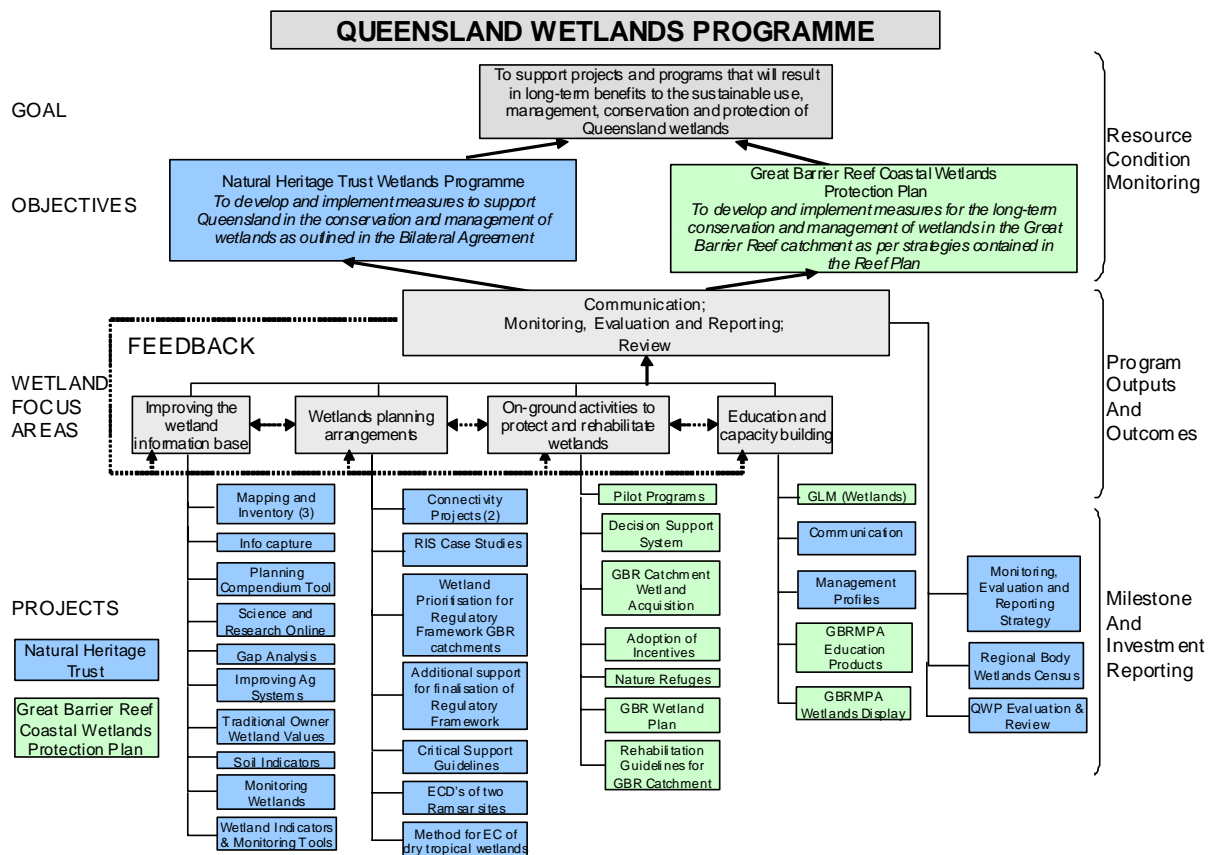 QUEENSLAND WETLANDS PROGRAMME
GOAL
To support projects and programs that will result
in long-term benefits to the sustainable use,
management, conservation and protection of
Queensland wetlands
Resource
Condition
Monitoring
OBJECTIVES
Natural Heritage Trust Wetlands Programme
To develop and implement measures to support
Queensland in the conservation and management of
wetlands as outlined in the Bilateral Agreement
Great Barrier Reef Coastal Wetlands
Protection Plan
To develop and implement measures for the long-term
conservation and management of wetlands in the Great
Barrier Reef catchment as per strategies contained in
the Reef Plan
Communication;
Monitoring, Evaluation and Reporting;
Review
FEEDBACK
WETLAND
FOCUS
AREAS
Improving the
wetland
information base
Wetlands planning
arrangements
On-ground activities to
protect and rehabilitate
wetlands
Education and
capacity building
Program
Outputs
And
Outcomes
PROJECTS
Natural Heritage
Trust
Great Barrier Reef
Coastal Wetlands
Protection Plan
Mapping and
Inventory (3)
Info capture
Planning
Compendium Tool
Science and
Research Online
Gap Analysis
Improving Ag
Systems
Traditional Owner
Wetland Values
Soil Indicators
Monitoring
Wetlands
Wetland Indicators
& Monitoring Tools
Connectivity
Projects (2)
RIS Case Studies
Wetland
Prioritisation for
Regulatory
Framework GBR
catchments
Additional support
for finalisation of
Regulatory
Framework
Critical Support
Guidelines
ECD's of two
Ramsar sites
Method for EC of
dry tropical wetlands
Pilot Programs
Decision Support
System
GBR Catchment
Wetland
Acquisition
Adoption of
Incentives
Nature Refuges
GBR Wetland
Plan
Rehabilitation
Guidelines for
GBR Catchment
GLM (Wetlands)
Communication
Management
Profiles
GBRMPA
Education
Products
GBRMPA
Wetlands Display
Monitoring,
Evaluation and
Reporting
Strategy
Regional Body
Wetlands Census
QWP Evaluation &
Review
Milestone
And
Investment
Reporting